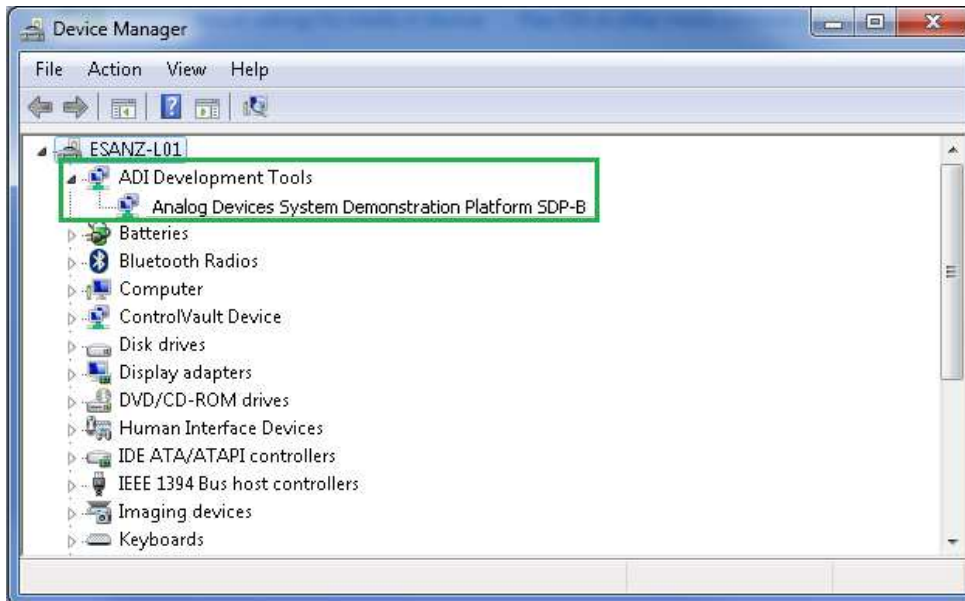 Device Manager
File Action View Help
ESANZ-L01
ADI Development Tools
Analog Devices System Demonstration Platform SDP-B
Batteries
Bluetooth Radios
Computer
ControlVault Device
Disk drives
Display adapters
DVD/CD-ROM drives
Human Interface Devices
IDE ATA/ATAPI controllers
IEEE 1394 Bus host controllers
Imaging devices
Keyboards